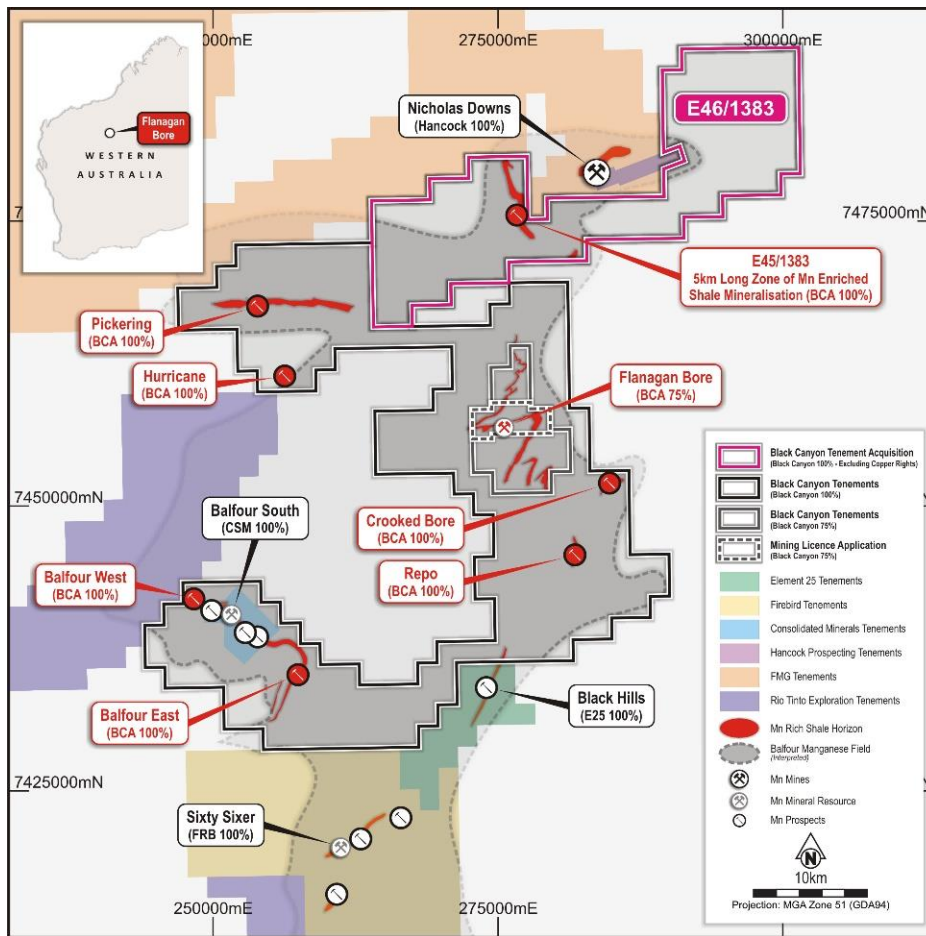 000000mE
275000mE
300000mE
Flanagan
Bore
WESTERN
AUSTRALIA
Nicholas Downs
(Hancock 100%)
E46/1383
7
7475000mN
E45/1383
5km Long Zone of Mn Enriched
Shale Mineralisation (BCA 100%)
Pickering
(BCA 100%)
Hurricane
(BCA 100%)
Flanagan Bore
(BCA 75%)
7450000mN
Balfour South
(CSM 100%)
Crooked Bore
(BCA 100%)
Balfour West
(BCA 100%)
Repo
(BCA 100%)
Balfour East
(BCA 100%)
Black Hills
(E25 100%)
7425000mN
Sixty Sixer
(FRB 100%)
250000mE
275000mE
Black Canyon Tenement Acquisition
(Black Canyon 100% - Excluding Copper Rights)
Black Canyon Tenements
(Black Canyon 100%)
Black Canyon Tenements
(Black Canyon 75%)
Mining Licence Application
(Black Canyon 75%)
Element 25 Tenements
Firebird Tenements
Consolidated Minerals Tenements
Hancock Prospecting Tenements
FMG Tenements
Rio Tinto Exploration Tenements
Mn Rich Shale Horizon
Balfour Manganese Field
(Interpreted)
Mn Mines
Mn Mineral Resource
Mn Prospects
N
10km
Projection: MGA Zone 51 (GDA94)